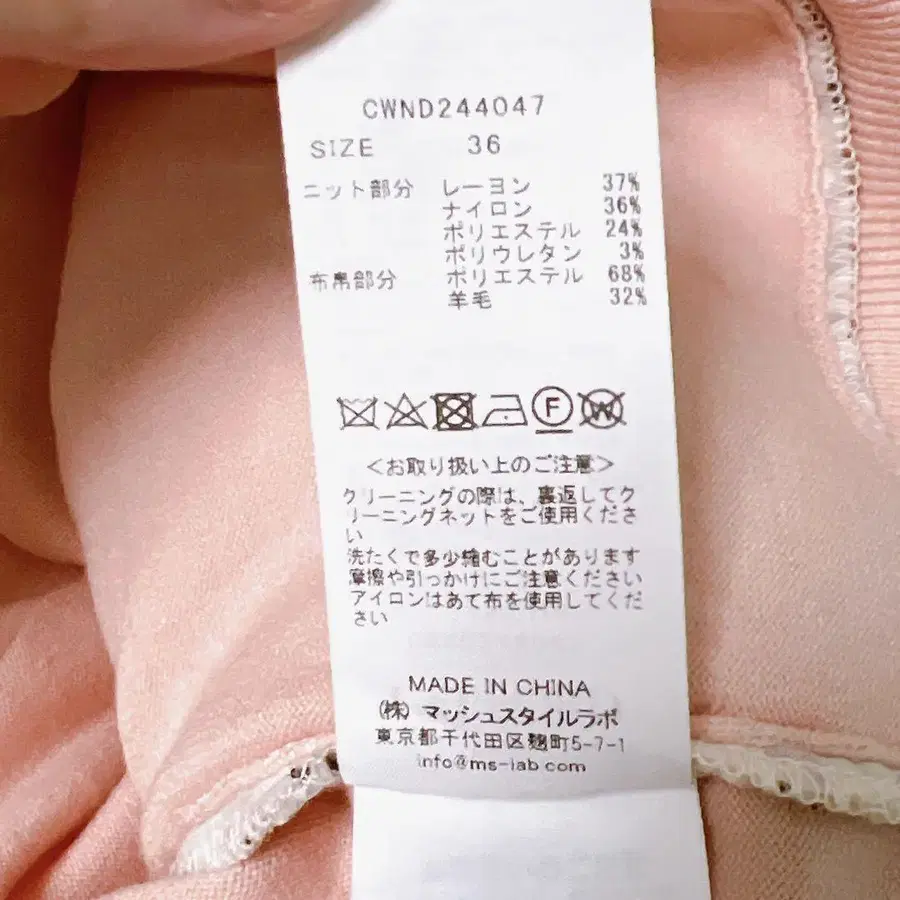 CWND244047
SIZE 36
ニット部分 レーヨン 37%
ナイロン 36%
ポリエステル 24%
ポリウレタン 3%
布帛部分 ポリエステル 68%
羊毛 32%
F W
＜お取り扱い上のご注意＞
クリーニングの際は、裏返してク
リーニングネットをご使用くださ
い
洗たくで多少縮むことがあります
摩擦や引っかけにご注意ください
アイロンはあて布を使用してくだ
さい
MADE IN CHINA
(株) マッシュスタイルラボ
東京都千代田区麹町5-7-1
info@ms-lab.com